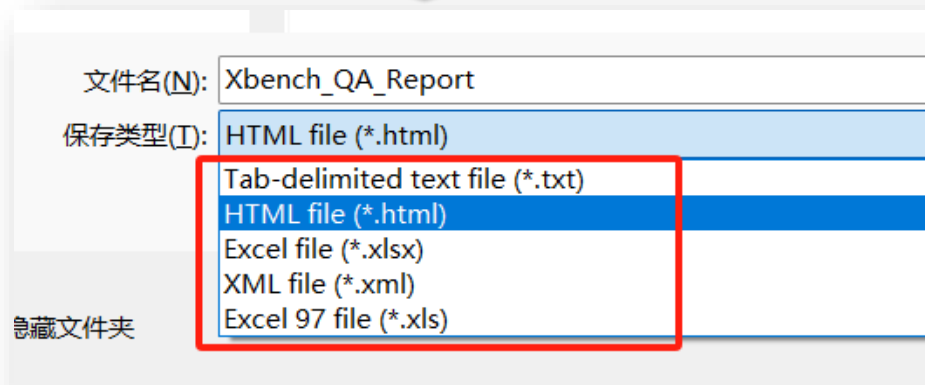 文件名(N): Xbench_QA_Report
保存类型(T): HTML file (*.html)
Tab-delimited text file (*.txt)
HTML file (*.html)
Excel file (*.xlsx)
XML file (*.xml)
Excel 97 file (*.xls)
隐藏文件夹